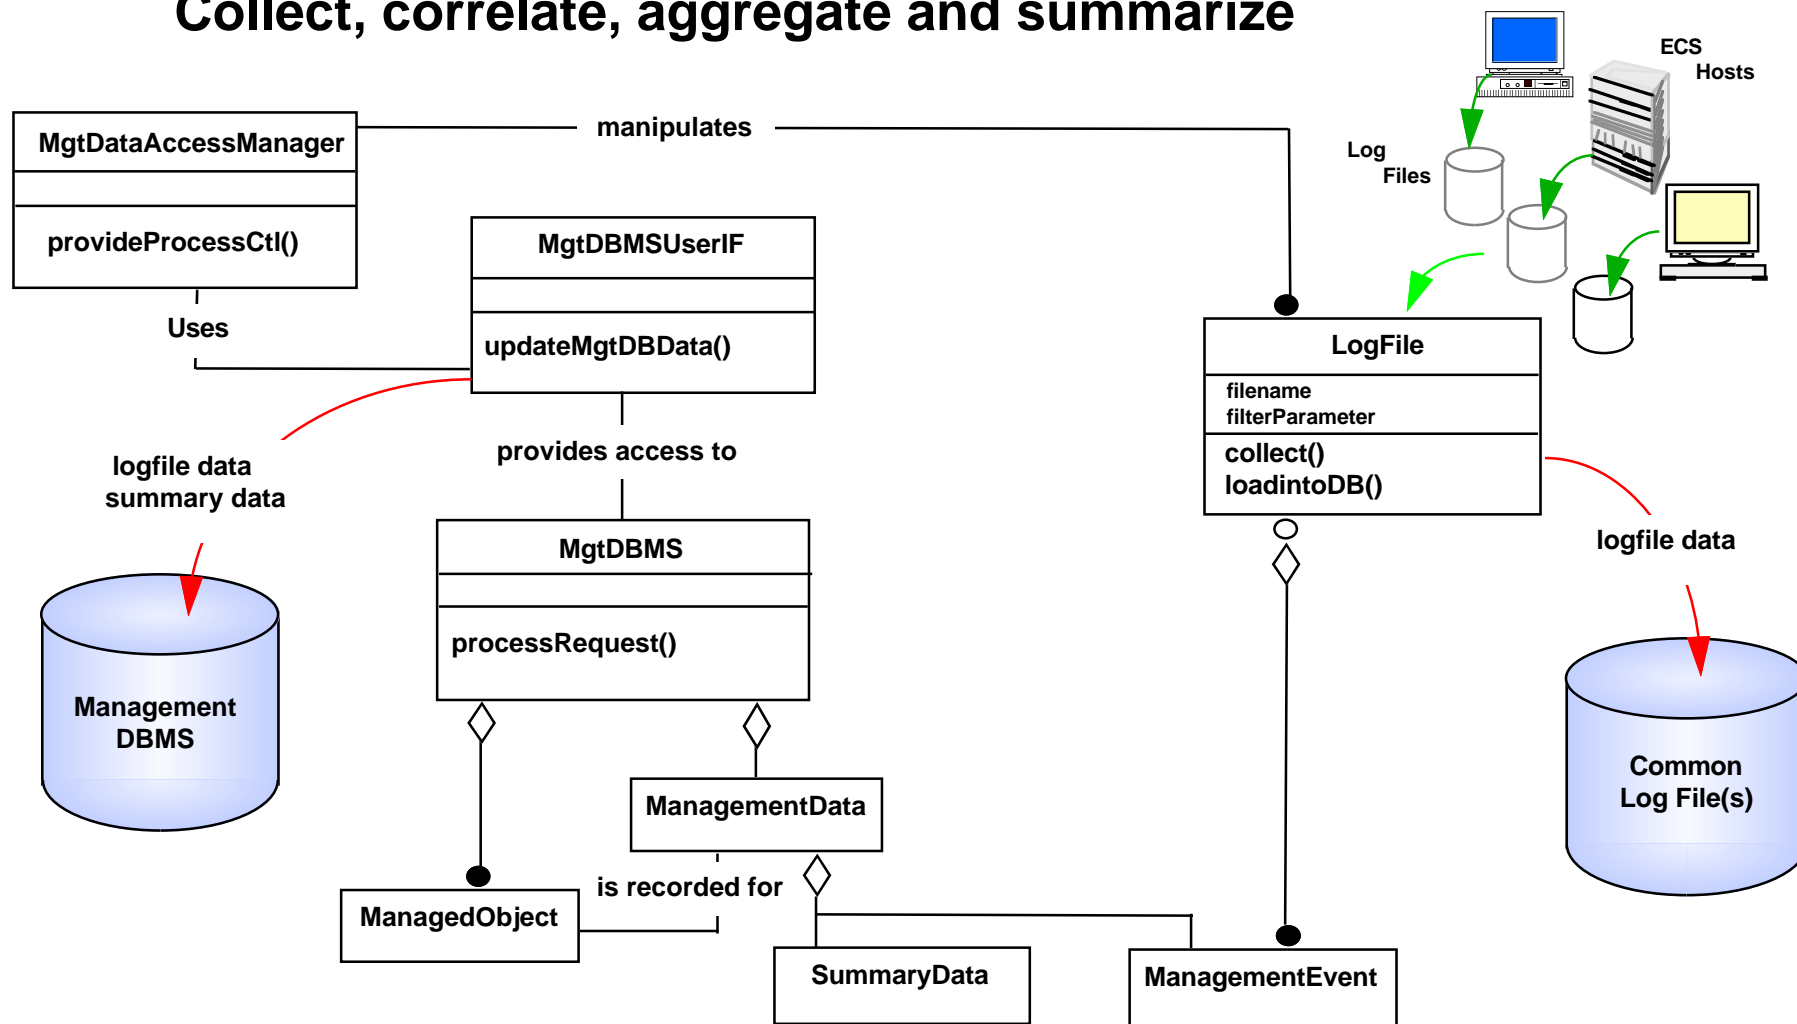 Collect, correlate, aggregate and summarize
ECS
Hosts
Log
Files
MgtDataAccessManager
provideProcessCtl()
manipulates
Uses
MgtDBMSUserIF
updateMgtDBData()
LogFile
filename
filterParameter
collect()
loadintoDB()
logfile data
summary data
provides access to
logfile data
MgtDBMS
processRequest()
Management
DBMS
Common
Log File(s)
ManagementData
is recorded for
ManagedObject
SummaryData
ManagementEvent